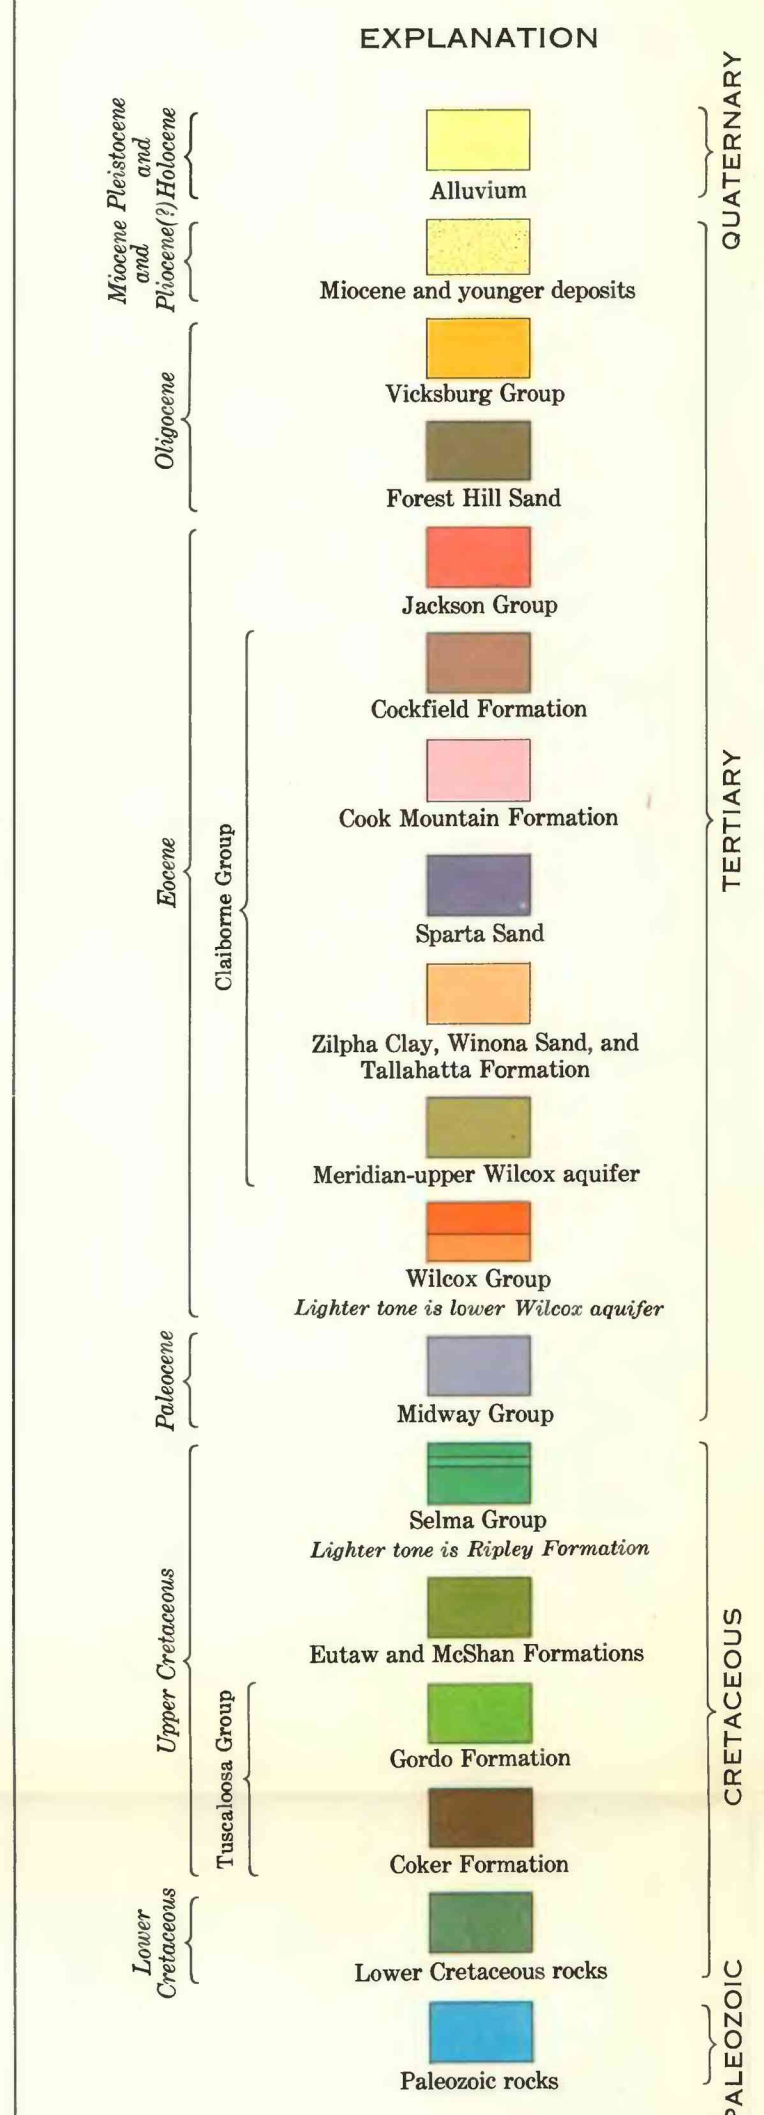 EXPLANATION
Pleistocene
and
Holocene
Alluvium
QUATERNARY
Miocene
and
Pliocene(?)
Miocene and younger deposits
Oligocene
Vicksburg Group
Forest Hill Sand
Eocene
Jackson Group
Claiborne Group
Cockfield Formation
Cook Mountain Formation
TERTIARY
Sparta Sand
Zilpha Clay, Winona Sand, and
Tallahatta Formation
Meridian-upper Wilcox aquifer
Wilcox Group
Lighter tone is lower Wilcox aquifer
Paleocene
Midway Group
Upper Cretaceous
Selma Group
Lighter tone is Ripley Formation
Eutaw and McShan Formations
CRETACEOUS
Tuscaloosa Group
Gordo Formation
Coker Formation
Lower
Cretaceous
Lower Cretaceous rocks
PALEOZOIC
Paleozoic rocks